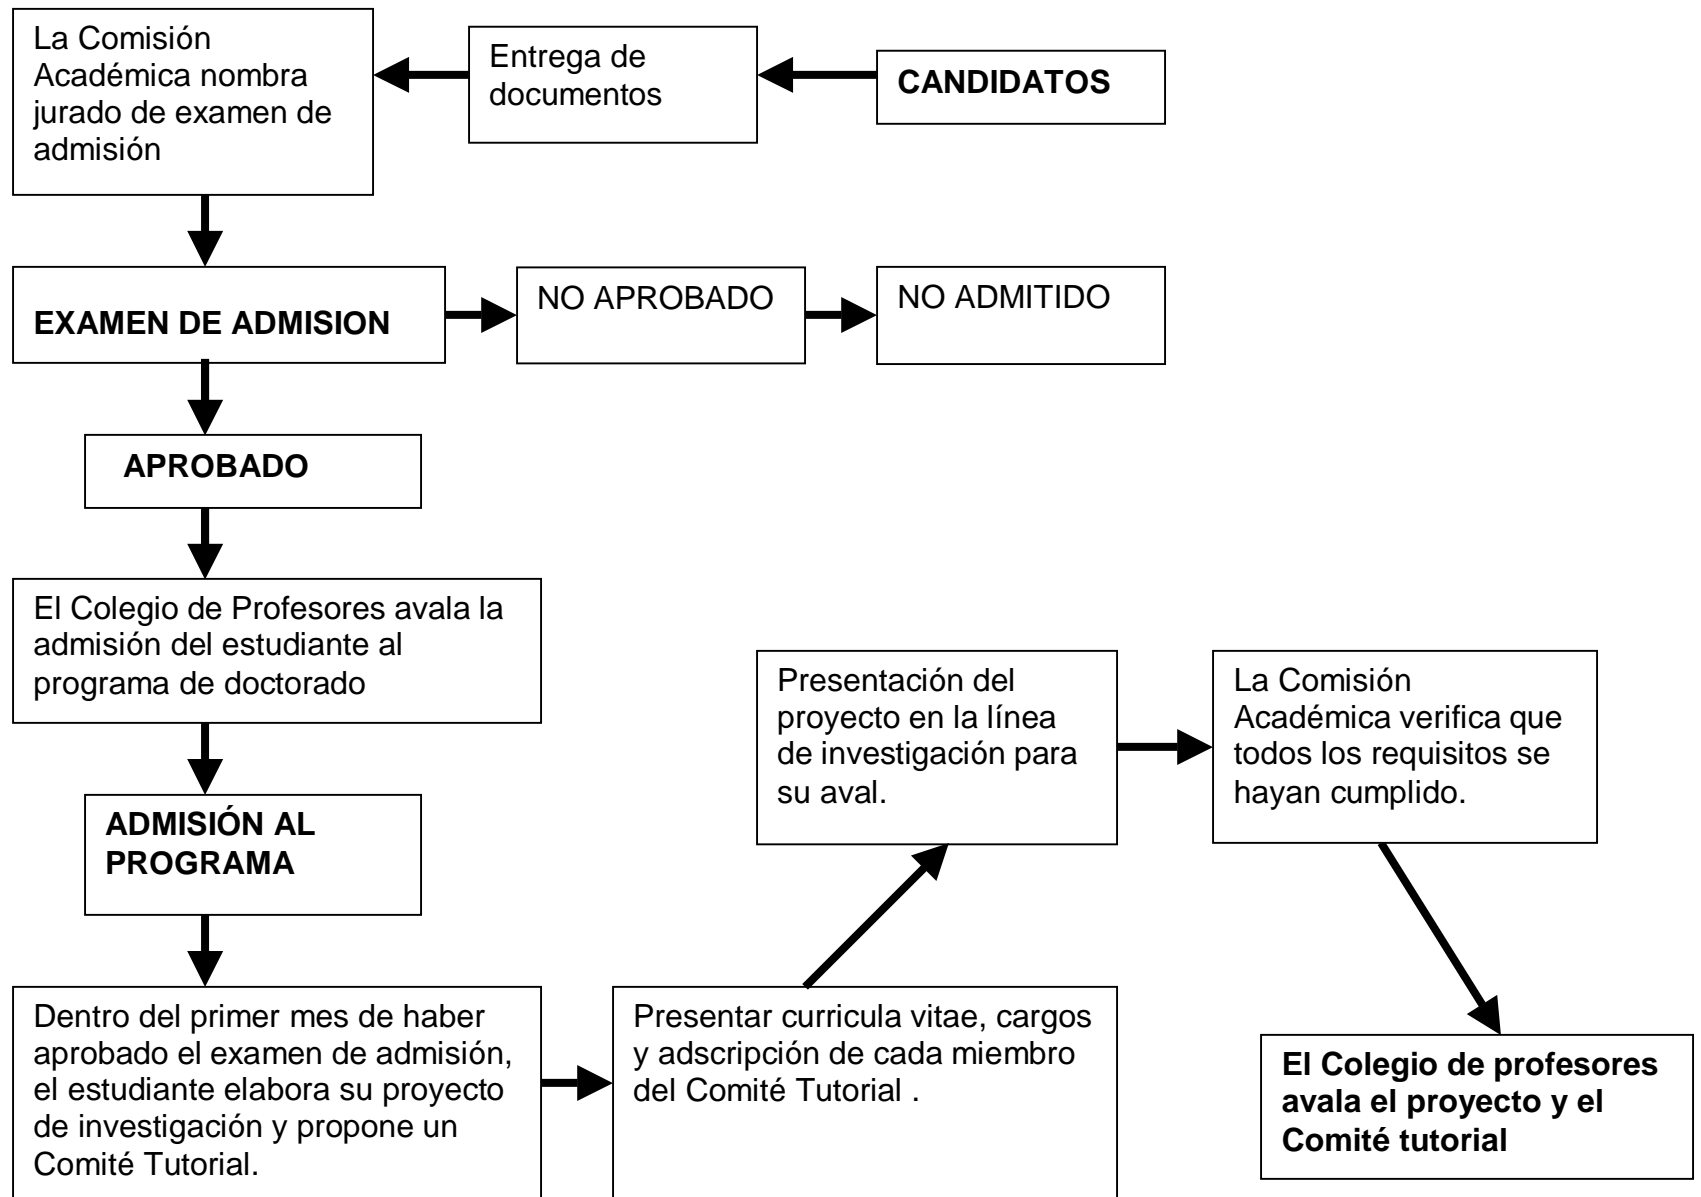 La Comisión
Académica nombra
jurado de examen de
admisión
Entrega de
documentos
CANDIDATOS
EXAMEN DE ADMISION
NO APROBADO
NO ADMITIDO
APROBADO
El Colegio de Profesores avala la
admisión del estudiante al
programa de doctorado
ADMISIÓN AL
PROGRAMA
Dentro del primer mes de haber
aprobado el examen de admisión,
el estudiante elabora su proyecto
de investigación y propone un
Comité Tutorial.
Presentar curricula vitae, cargos
y adscripción de cada miembro
del Comité Tutorial .
Presentación del
proyecto en la línea
de investigación para
su aval.
La Comisión
Académica verifica que
todos los requisitos se
hayan cumplido.
El Colegio de profesores
avala el proyecto y el
Comité tutorial